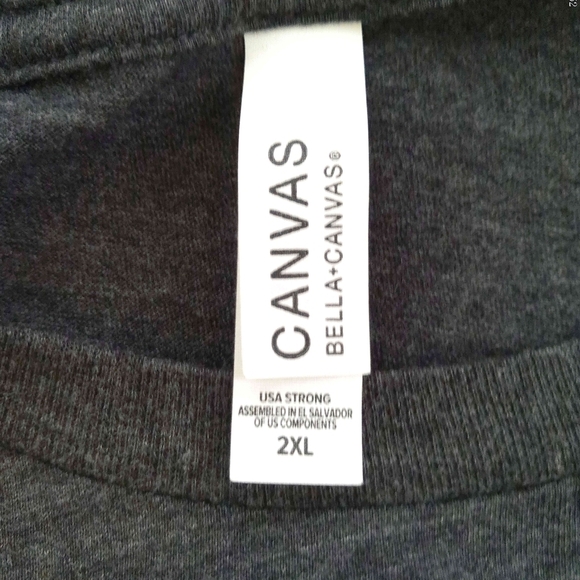 CANVAS
BELLA+CANVAS®
USA STRONG
ASSEMBLED IN EL SALVADOR
OF US COMPONENTS
2XL